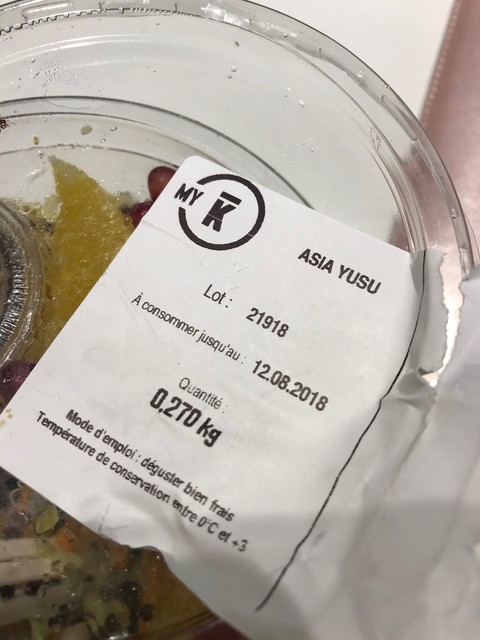 MY K
ASIA YUSU
Lot : 21918
À consommer jusqu'au : 12.08.2018
Quantité :
0,270 kg
Mode d'emploi : déguster bien frais
Température de conservation entre 0°C et +3